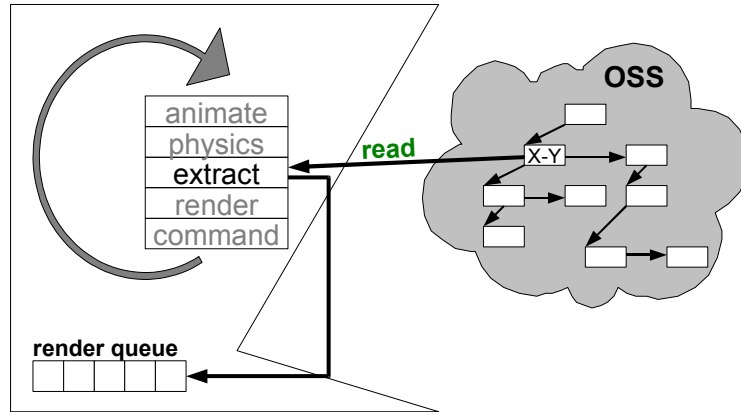 OSS
animate
physics
extract
render
command
read
X-Y
render queue